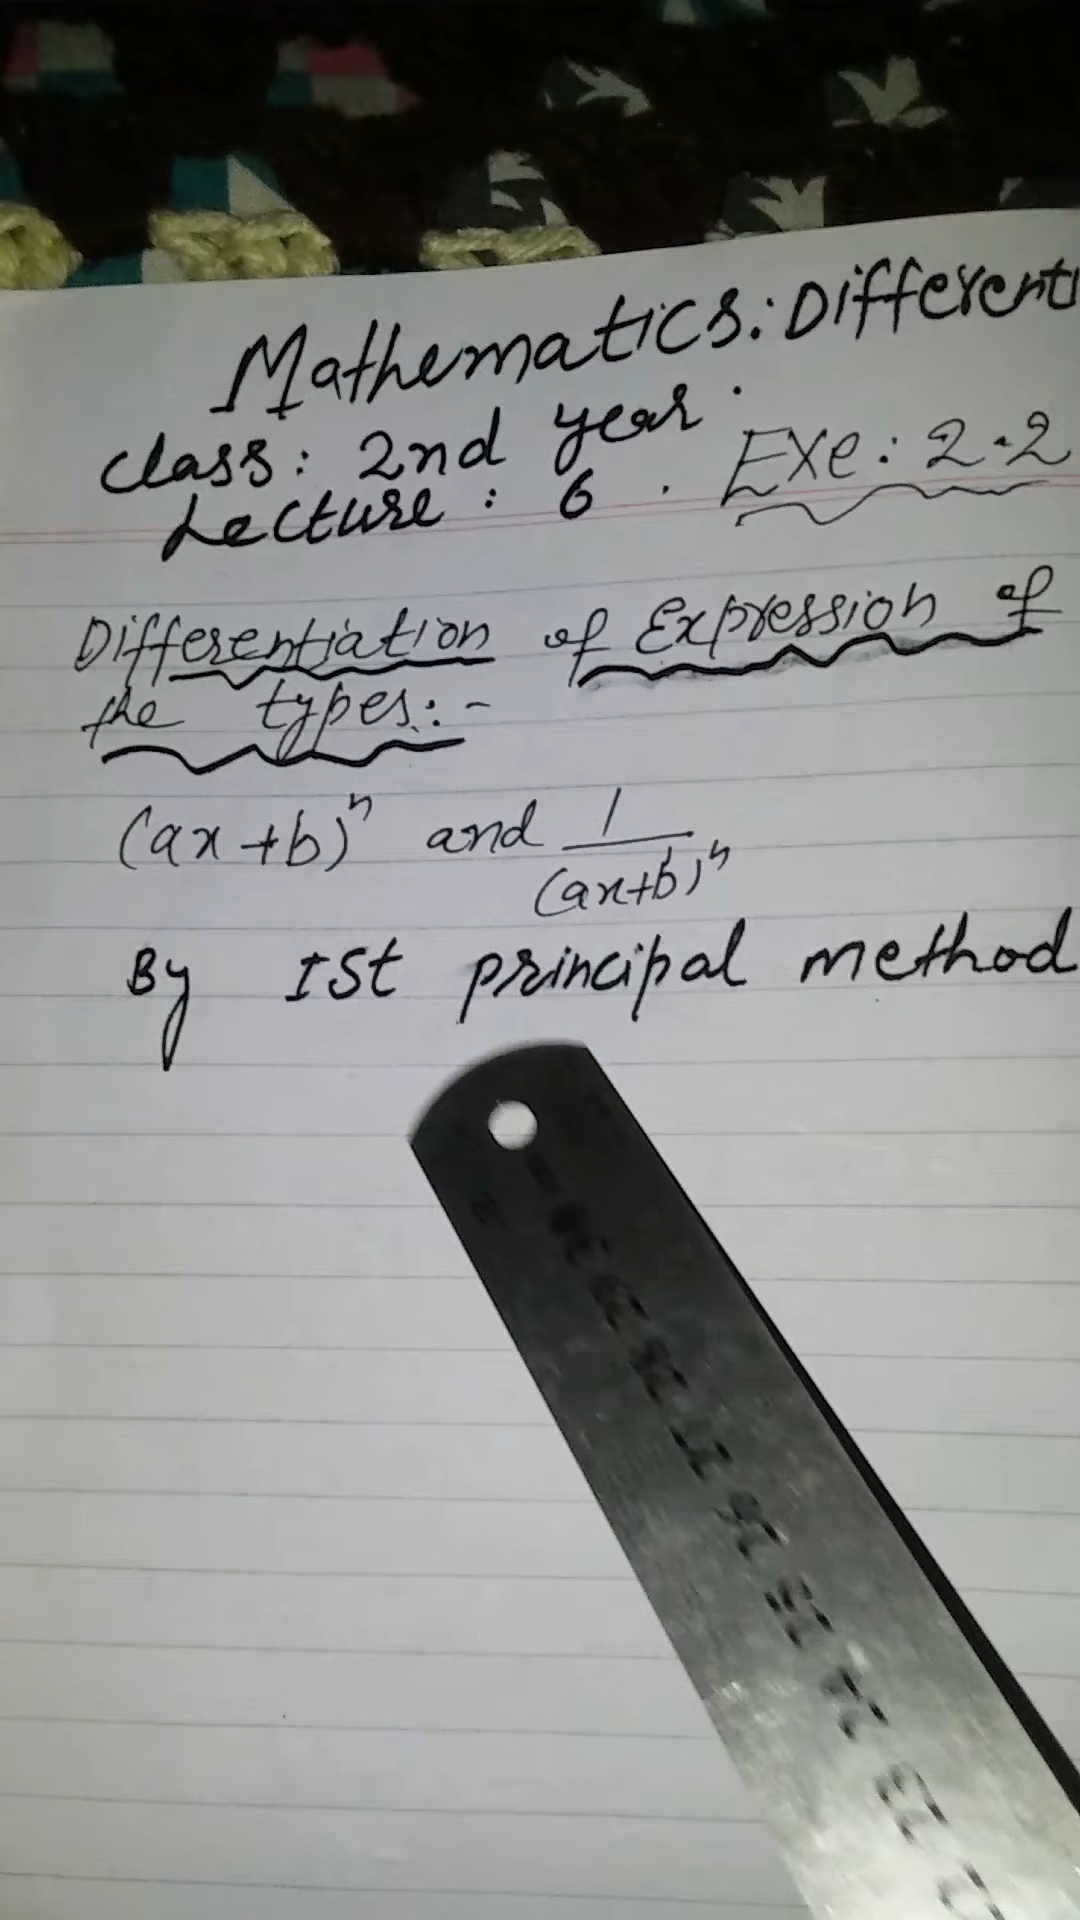 Mathematics: Different
Class: 2nd year.
Lecture: 6. Exe: 2.2
Differentiation of Expression of
the types:-
(ax+b)^n and 1/(ax+b)^n
By Ist principal method